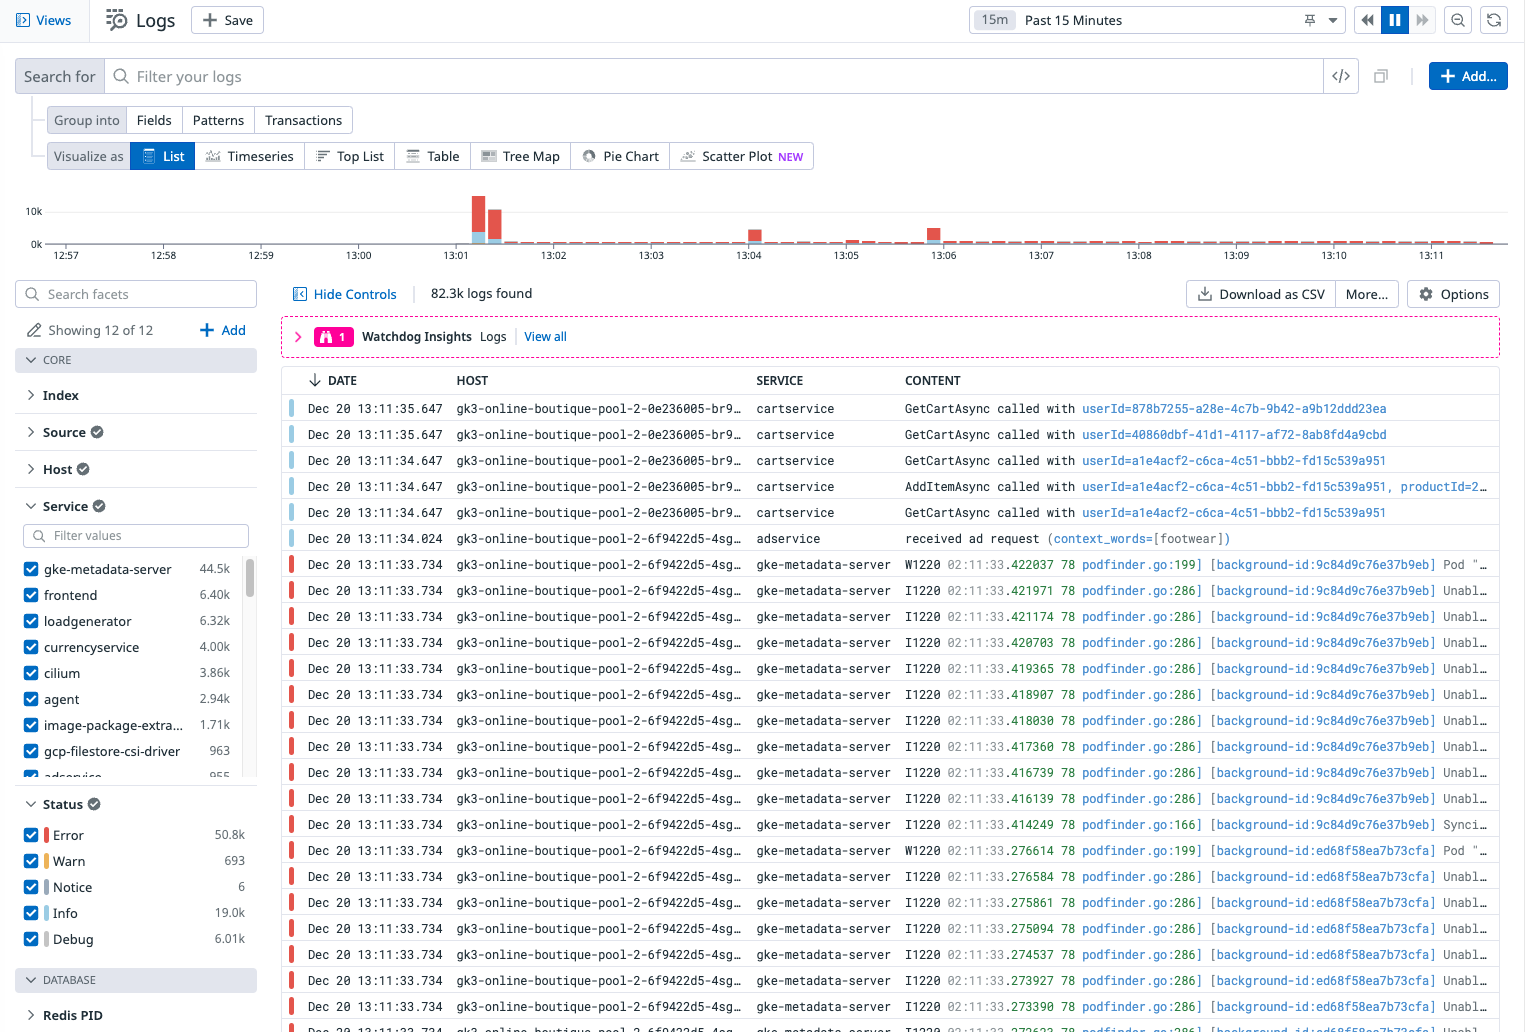 Views
Logs
Save
15m Past 15 Minutes
Search for Filter your logs
</>
Add...
Group into Fields Patterns Transactions
Visualize as List Timeseries Top List Table Tree Map Pie Chart Scatter Plot NEW
10k
0k
12:57 12:58 12:59 13:00 13:01 13:02 13:03 13:04 13:05 13:06 13:07 13:08 13:09 13:10 13:11
Search facets
Showing 12 of 12 Add
CORE
Index
Source
Host
Service
Filter values
gke-metadata-server 44.5k
frontend 6.40k
loadgenerator 6.32k
currencyservice 4.00k
cilium 3.86k
agent 2.94k
image-package-extra... 1.71k
gcp-filestore-csi-driver 963
adservice 955
Status
Error 50.8k
Warn 693
Notice 6
Info 19.0k
Debug 6.01k
DATABASE
Redis PID
Hide Controls 82.3k logs found
Download as CSV More... Options
1 Watchdog Insights Logs View all
DATE HOST SERVICE CONTENT
Dec 20 13:11:35.647 gk3-online-boutique-pool-2-0e236005-br9… cartservice GetCartAsync called with userId=878b7255-a28e-4c7b-9b42-a9b12ddd23ea
Dec 20 13:11:35.647 gk3-online-boutique-pool-2-0e236005-br9… cartservice GetCartAsync called with userId=40860dbf-41d1-4117-af72-8ab8fd4a9cbd
Dec 20 13:11:34.647 gk3-online-boutique-pool-2-0e236005-br9… cartservice GetCartAsync called with userId=a1e4acf2-c6ca-4c51-bbb2-fd15c539a951
Dec 20 13:11:34.647 gk3-online-boutique-pool-2-0e236005-br9… cartservice AddItemAsync called with userId=a1e4acf2-c6ca-4c51-bbb2-fd15c539a951, productId=2…
Dec 20 13:11:34.647 gk3-online-boutique-pool-2-0e236005-br9… cartservice GetCartAsync called with userId=a1e4acf2-c6ca-4c51-bbb2-fd15c539a951
Dec 20 13:11:34.024 gk3-online-boutique-pool-2-6f9422d5-4sg… adservice received ad request (context_words=[footwear])
Dec 20 13:11:33.734 gk3-online-boutique-pool-2-6f9422d5-4sg… gke-metadata-server W1220 02:11:33.422037 78 podfinder.go:199] [background-id:9c84d9c76e37b9eb] Pod "…
Dec 20 13:11:33.734 gk3-online-boutique-pool-2-6f9422d5-4sg… gke-metadata-server I1220 02:11:33.421971 78 podfinder.go:286] [background-id:9c84d9c76e37b9eb] Unabl…
Dec 20 13:11:33.734 gk3-online-boutique-pool-2-6f9422d5-4sg… gke-metadata-server I1220 02:11:33.421174 78 podfinder.go:286] [background-id:9c84d9c76e37b9eb] Unabl…
Dec 20 13:11:33.734 gk3-online-boutique-pool-2-6f9422d5-4sg… gke-metadata-server I1220 02:11:33.420703 78 podfinder.go:286] [background-id:9c84d9c76e37b9eb] Unabl…
Dec 20 13:11:33.734 gk3-online-boutique-pool-2-6f9422d5-4sg… gke-metadata-server I1220 02:11:33.419365 78 podfinder.go:286] [background-id:9c84d9c76e37b9eb] Unabl…
Dec 20 13:11:33.734 gk3-online-boutique-pool-2-6f9422d5-4sg… gke-metadata-server I1220 02:11:33.418907 78 podfinder.go:286] [background-id:9c84d9c76e37b9eb] Unabl…
Dec 20 13:11:33.734 gk3-online-boutique-pool-2-6f9422d5-4sg… gke-metadata-server I1220 02:11:33.418030 78 podfinder.go:286] [background-id:9c84d9c76e37b9eb] Unabl…
Dec 20 13:11:33.734 gk3-online-boutique-pool-2-6f9422d5-4sg… gke-metadata-server I1220 02:11:33.417360 78 podfinder.go:286] [background-id:9c84d9c76e37b9eb] Unabl…
Dec 20 13:11:33.734 gk3-online-boutique-pool-2-6f9422d5-4sg… gke-metadata-server I1220 02:11:33.416739 78 podfinder.go:286] [background-id:9c84d9c76e37b9eb] Unabl…
Dec 20 13:11:33.734 gk3-online-boutique-pool-2-6f9422d5-4sg… gke-metadata-server I1220 02:11:33.416139 78 podfinder.go:286] [background-id:9c84d9c76e37b9eb] Unabl…
Dec 20 13:11:33.734 gk3-online-boutique-pool-2-6f9422d5-4sg… gke-metadata-server I1220 02:11:33.414249 78 podfinder.go:166] [background-id:9c84d9c76e37b9eb] Synci…
Dec 20 13:11:33.734 gk3-online-boutique-pool-2-6f9422d5-4sg… gke-metadata-server W1220 02:11:33.276614 78 podfinder.go:199] [background-id:ed68f58ea7b73cfa] Pod "…
Dec 20 13:11:33.734 gk3-online-boutique-pool-2-6f9422d5-4sg… gke-metadata-server I1220 02:11:33.276584 78 podfinder.go:286] [background-id:ed68f58ea7b73cfa] Unabl…
Dec 20 13:11:33.734 gk3-online-boutique-pool-2-6f9422d5-4sg… gke-metadata-server I1220 02:11:33.275861 78 podfinder.go:286] [background-id:ed68f58ea7b73cfa] Unabl…
Dec 20 13:11:33.734 gk3-online-boutique-pool-2-6f9422d5-4sg… gke-metadata-server I1220 02:11:33.275094 78 podfinder.go:286] [background-id:ed68f58ea7b73cfa] Unabl…
Dec 20 13:11:33.734 gk3-online-boutique-pool-2-6f9422d5-4sg… gke-metadata-server I1220 02:11:33.274537 78 podfinder.go:286] [background-id:ed68f58ea7b73cfa] Unabl…
Dec 20 13:11:33.734 gk3-online-boutique-pool-2-6f9422d5-4sg… gke-metadata-server I1220 02:11:33.273927 78 podfinder.go:286] [background-id:ed68f58ea7b73cfa] Unabl…
Dec 20 13:11:33.734 gk3-online-boutique-pool-2-6f9422d5-4sg… gke-metadata-server I1220 02:11:33.273390 78 podfinder.go:286] [background-id:ed68f58ea7b73cfa] Unabl…